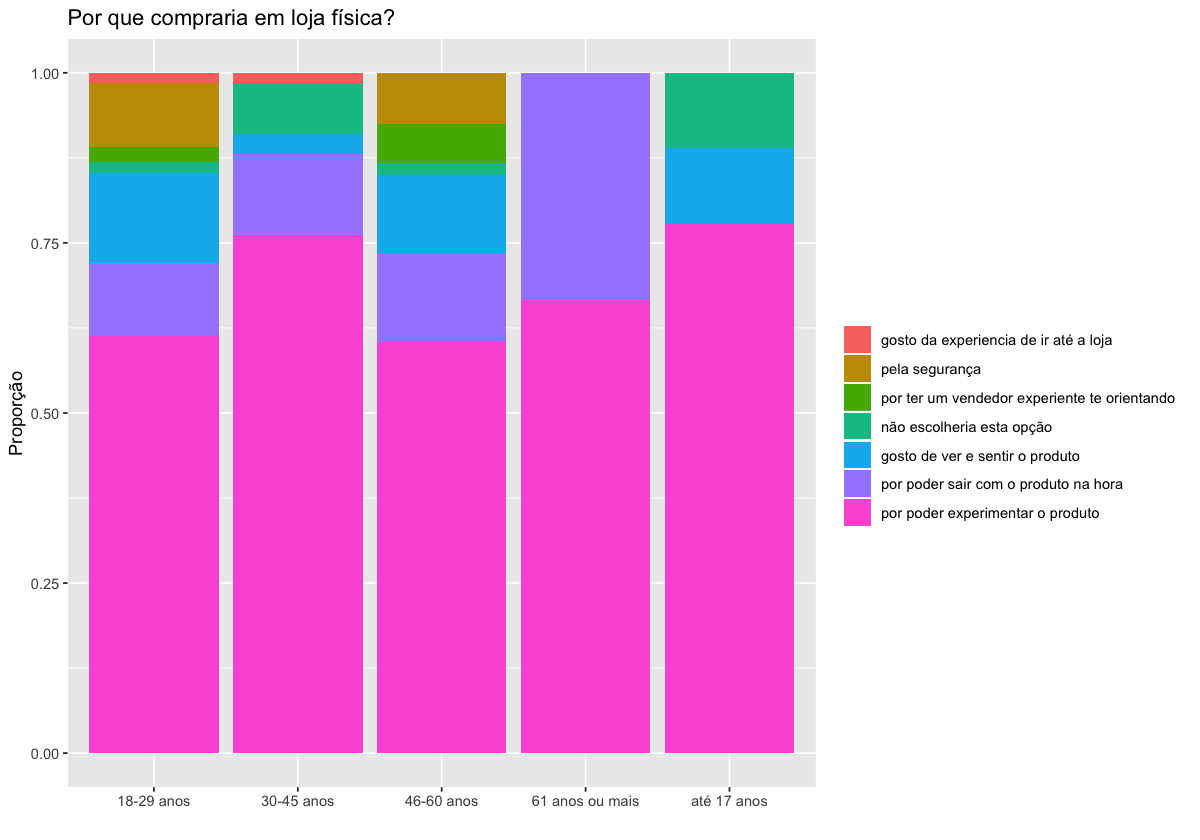 Por que compraria em loja física?
Proporção
1.00
0.75
0.50
0.25
0.00
18-29 anos
30-45 anos
46-60 anos
61 anos ou mais
até 17 anos
gosto da experiencia de ir até a loja
pela segurança
por ter um vendedor experiente te orientando
não escolheria esta opção
gosto de ver e sentir o produto
por poder sair com o produto na hora
por poder experimentar o produto